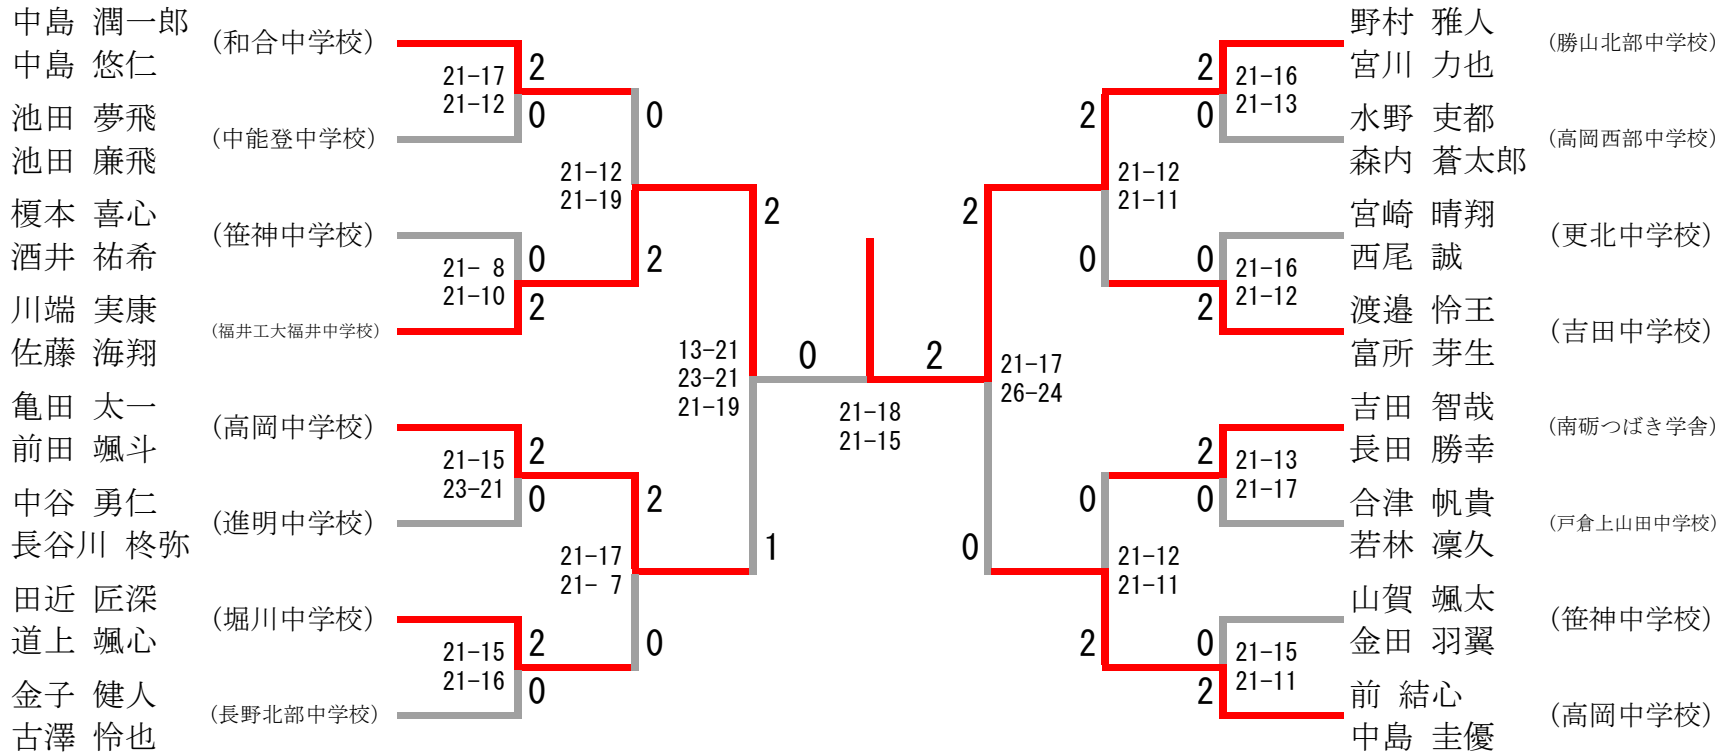 中島 潤一郎
中島 悠仁
(和合中学校)
池田 夢飛
池田 廉飛
(中能登中学校)
榎本 喜心
酒井 祐希
(笹神中学校)
川端 実康
佐藤 海翔
(福井工大福井中学校)
亀田 太一
前田 颯斗
(高岡中学校)
中谷 勇仁
長谷川 柊弥
(進明中学校)
田近 匠深
道上 颯心
(堀川中学校)
金子 健人
古澤 怜也
(長野北部中学校)
21-17
21-12
2
0
21- 8
21-10
0
2
21-15
23-21
2
0
21-15
21-16
2
0
21-12
21-19
0
2
21-17
21- 7
2
0
13-21
23-21
21-19
2
1
0
2
21-18
21-15
21-17
26-24
2
0
21-12
21-11
2
0
21-12
21-11
0
2
21-16
21-13
2
0
21-16
21-12
0
2
21-13
21-17
2
0
21-15
21-11
0
2
野村 雅人
宮川 力也
(勝山北部中学校)
水野 吏都
森内 蒼太郎
(高岡西部中学校)
宮崎 晴翔
西尾 誠
(更北中学校)
渡邉 怜王
富所 芽生
(吉田中学校)
吉田 智哉
長田 勝幸
(南砺つばき学舎)
合津 帆貴
若林 凜久
(戸倉上山田中学校)
山賀 颯太
金田 羽翼
(笹神中学校)
前 結心
中島 圭優
(高岡中学校)